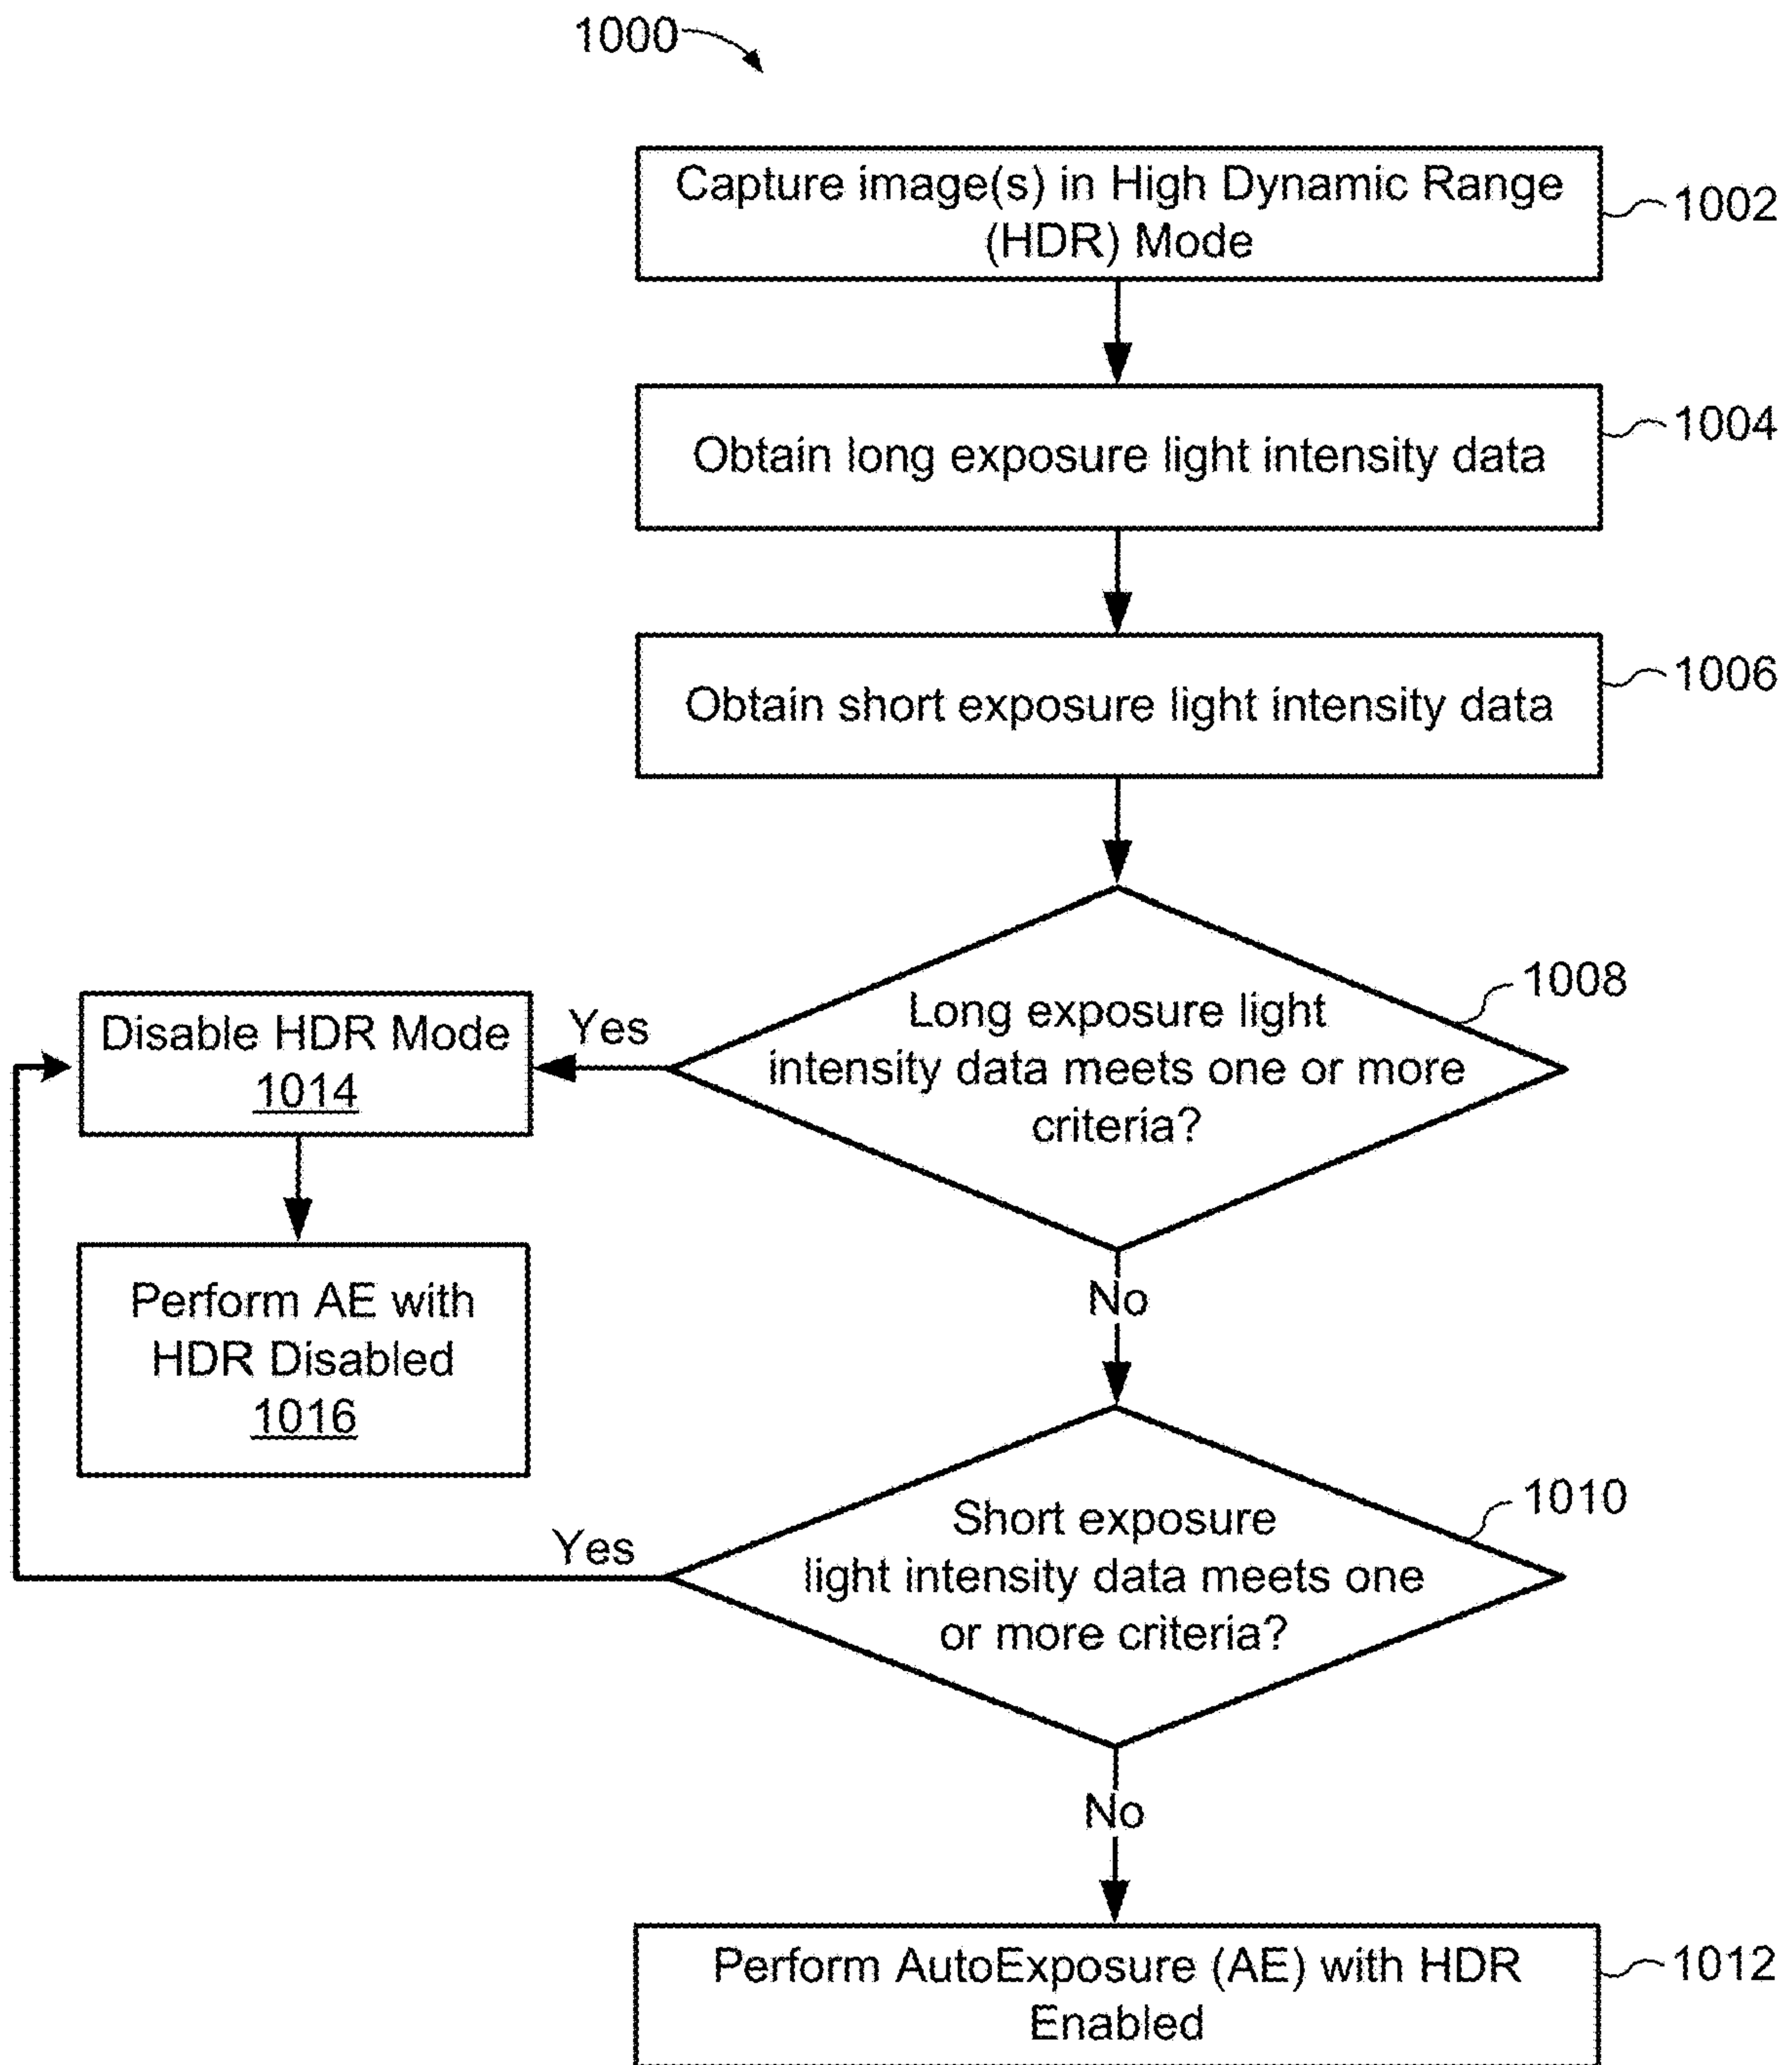 1000
Capture image(s) in High Dynamic Range
(HDR) Mode
1002
Obtain long exposure light intensity data
1004
Obtain short exposure light intensity data
1006
Long exposure light
intensity data meets one or more
criteria?
1008
Yes
Disable HDR Mode
1014
Perform AE with
HDR Disabled
1016
No
Short exposure
light intensity data meets one
or more criteria?
1010
Yes
No
Perform AutoExposure (AE) with HDR
Enabled
1012